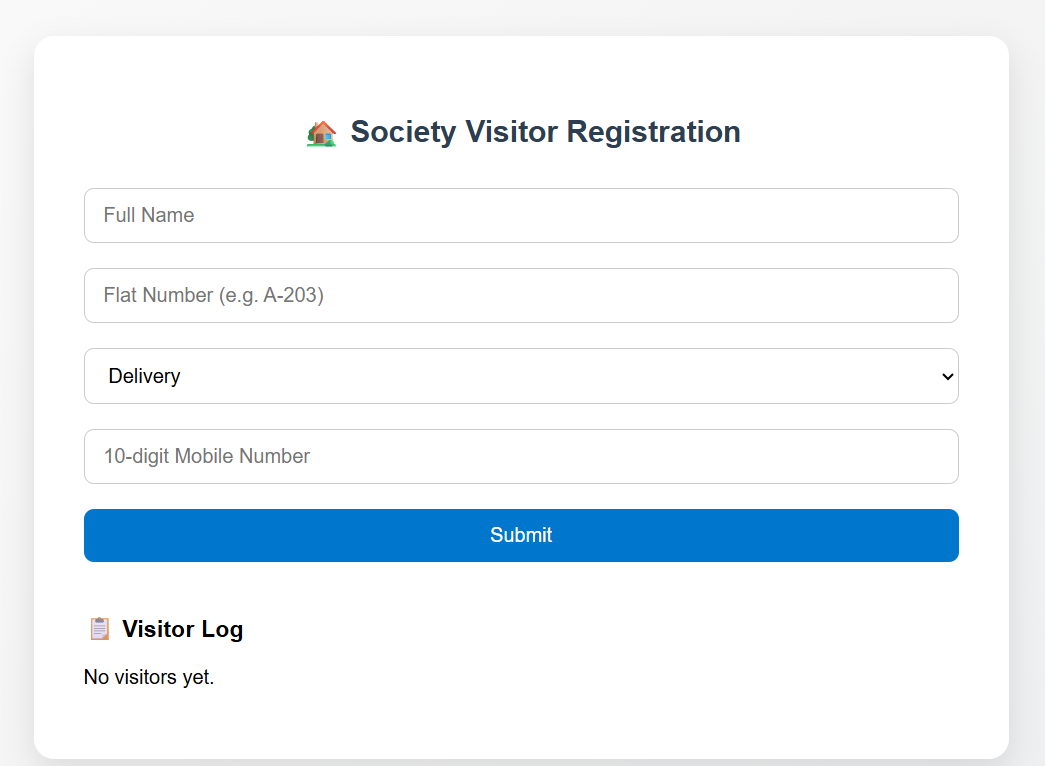 Society Visitor Registration
Full Name
Flat Number (e.g. A-203)
Delivery
10-digit Mobile Number
Submit
Visitor Log
No visitors yet.